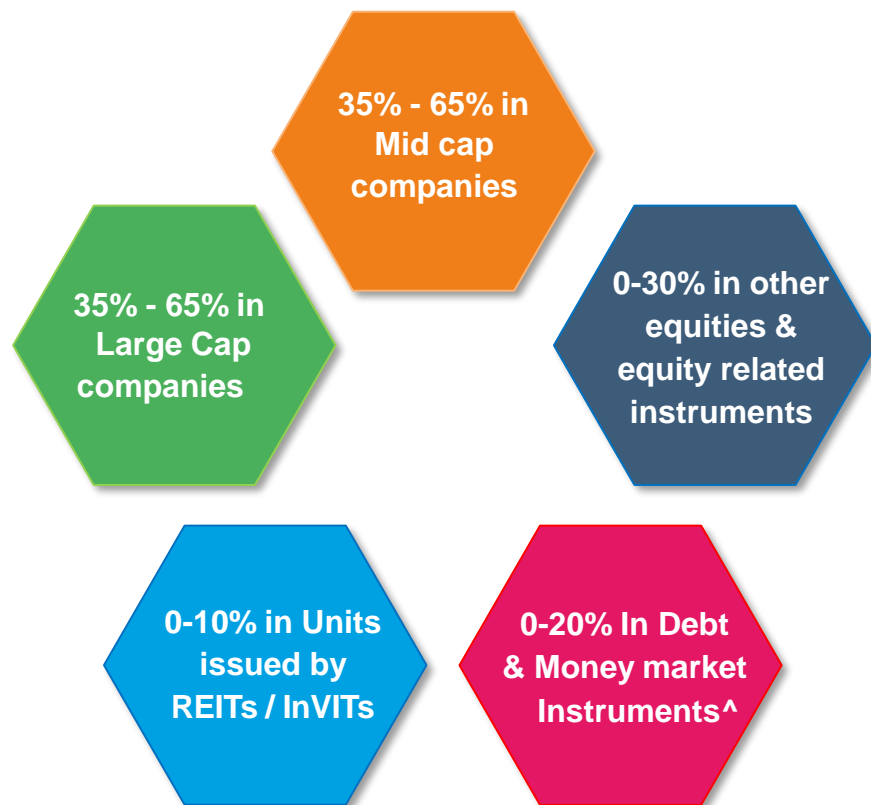 35% - 65% in
Mid cap
companies
35% - 65% in
Large Cap
companies
0-30% in other
equities &
equity related
instruments
0-10% in Units
issued by
REITs / InVITs
0-20% In Debt
& Money market
Instruments^